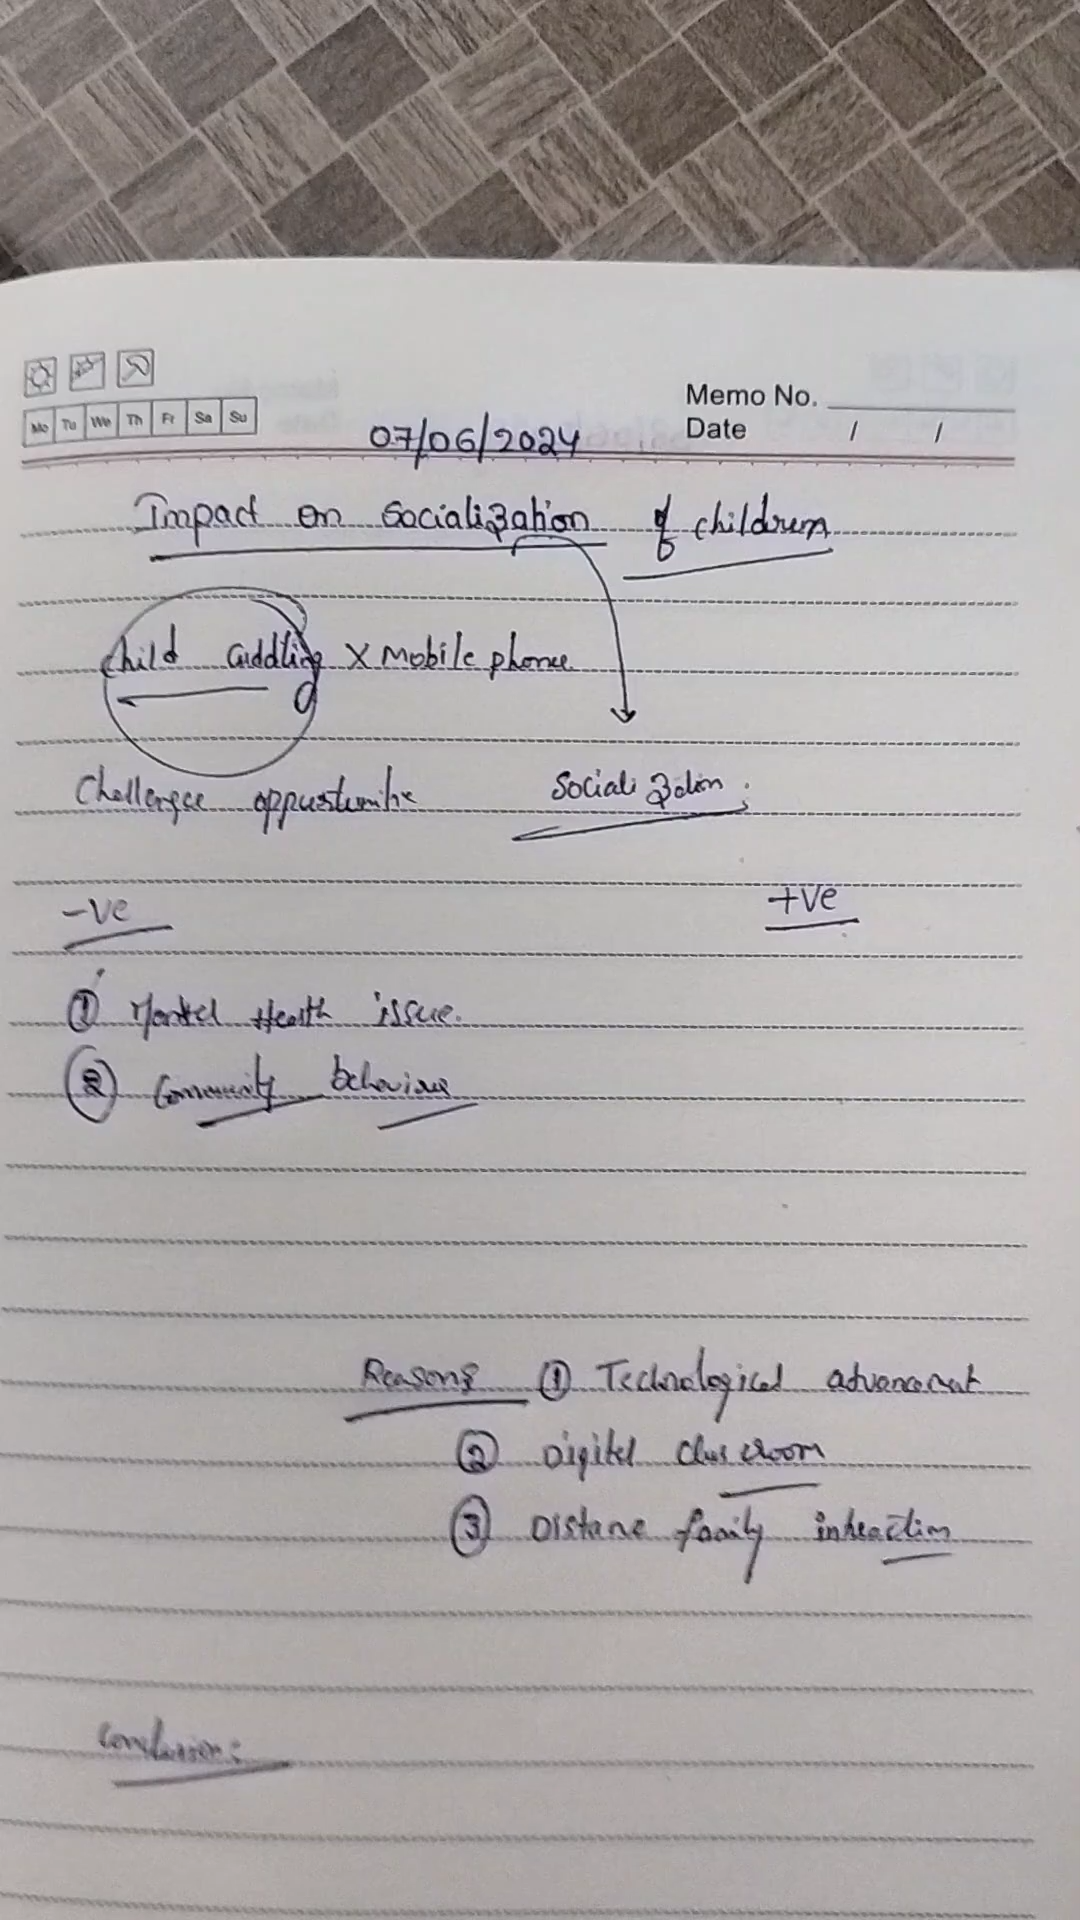 Memo No.
Mo Tu We Th Fr Sa Su
Date / /
07/06/2024
Impact on Socialization of children
Child Cuddling X Mobile phone
Challenges opportunitie Socialization.
-ve +ve
① Mental Health issue.
② Community behaviour
Reasons ① Technological advancement
② Digital Classroom
③ Distane family interaction
Conclusion: